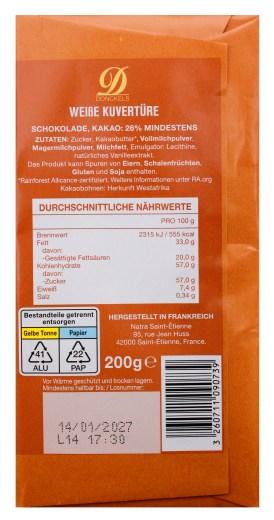 D
DONCKELS
WEIßE KUVERTÜRE
SCHOKOLADE, KAKAO: 26% MINDESTENS
ZUTATEN: Zucker, Kakaobutter*, Vollmilchpulver,
Magermilchpulver, Milchfett, Emulgator: Lecithine,
natürliches Vanilleextrakt.
Das Produkt kann Spuren von Eiern, Schalenfrüchten,
Gluten und Soja enthalten.
*Rainforest Alliance-zertifiziert. Weitere Informationen unter RA.org
Kakaobohnen: Herkunft Westafrika
DURCHSCHNITTLICHE NÄHRWERTE
PRO 100 g
Brennwert 2315 kJ / 555 kcal
Fett 33,0 g
davon:
-Gesättigte Fettsäuren 20,0 g
Kohlenhydrate 57,0 g
davon:
-Zucker 57,0 g
Eiweiß 7,4 g
Salz 0,34 g
Bestandteile getrennt
entsorgen
Gelbe Tonne Papier
41 22
ALU PAP
HERGESTELLT IN FRANKREICH
Natra Saint-Étienne
95, rue Jean Huss
42000 Saint-Étienne, France.
200g e
Vor Wärme geschützt und trocken lagern.
Mindestens haltbar bis: / Losnummer:
14/01/2027
L14 17:30
3 260711 090739